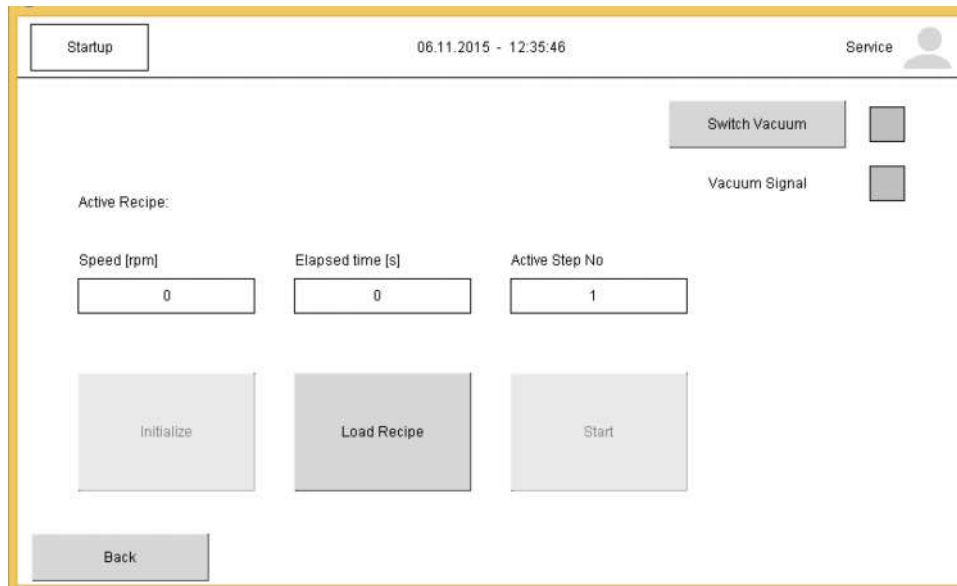 Startup
06.11.2015 - 12:35:46
Service
Switch Vacuum
Vacuum Signal
Active Recipe:
Speed [rpm]
Elapsed time [s]
Active Step No
0
0
1
Initialize
Load Recipe
Start
Back